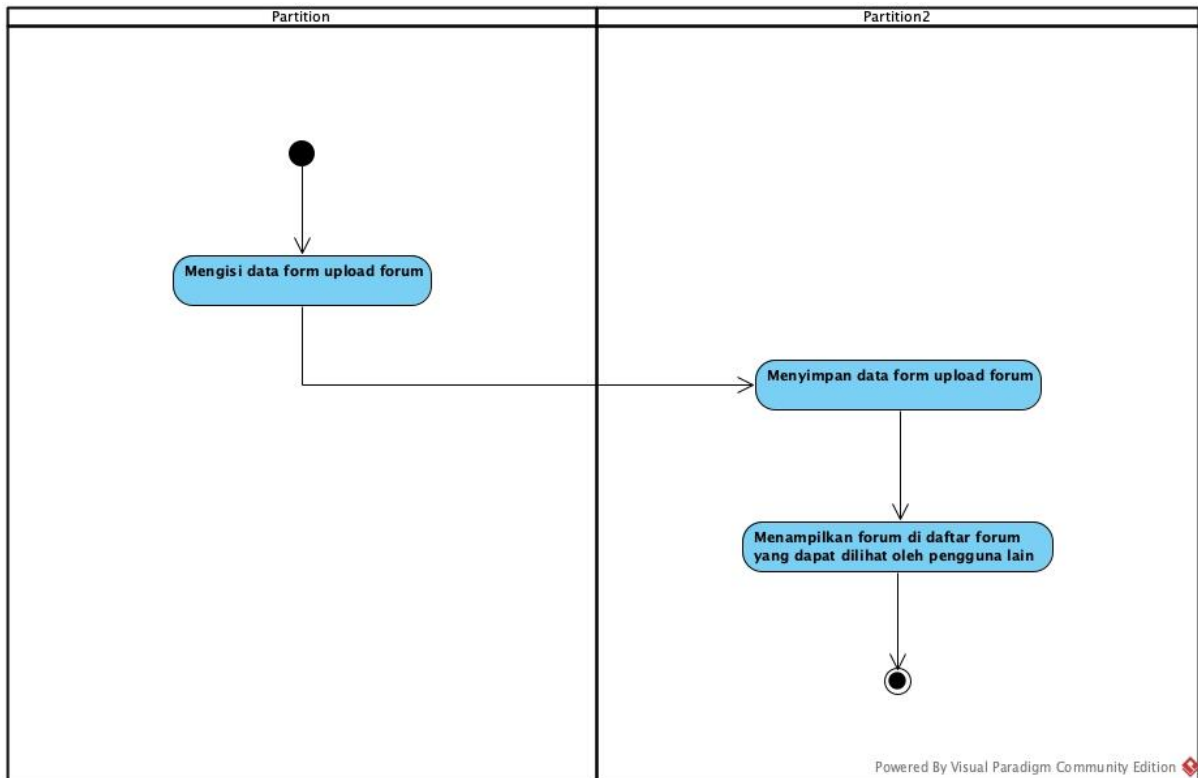 Partition
Partition2
Mengisi data form upload forum
Menyimpan data form upload forum
Menampilkan forum di daftar forum
yang dapat dilihat oleh pengguna lain
Powered By Visual Paradigm Community Edition